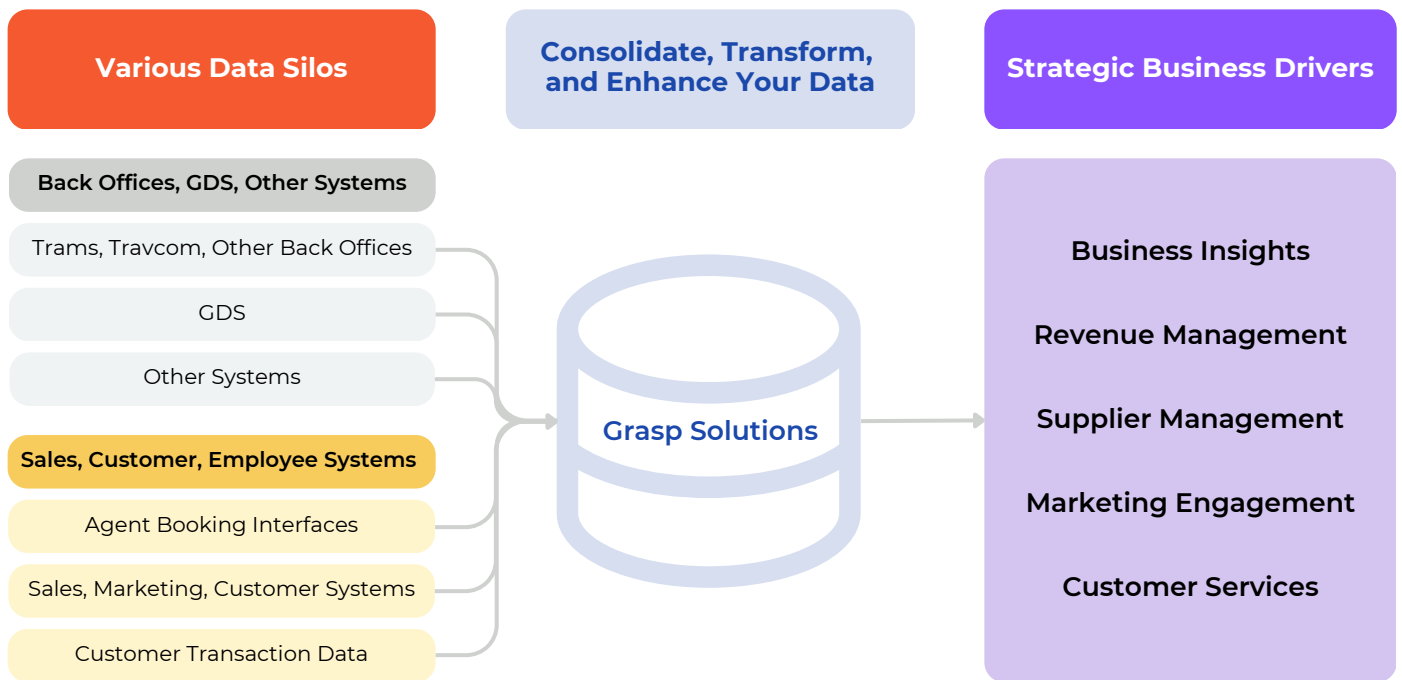 Various Data Silos
Consolidate, Transform,
and Enhance Your Data
Strategic Business Drivers
Back Offices, GDS, Other Systems
Trams, Travcom, Other Back Offices
GDS
Other Systems
Sales, Customer, Employee Systems
Agent Booking Interfaces
Sales, Marketing, Customer Systems
Customer Transaction Data
Grasp Solutions
Business Insights
Revenue Management
Supplier Management
Marketing Engagement
Customer Services